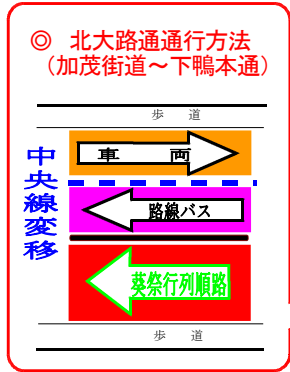 ◎ 北大路通通行方法
（加茂街道～下鴨本通）
歩 道
車 両
中央線変移
路線バス
葵祭行列順路
歩 道